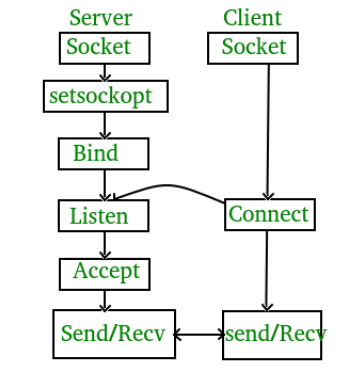 Server Client
Socket Socket
setsockopt
Bind
Listen Connect
Accept
Send/Recv send/Recv